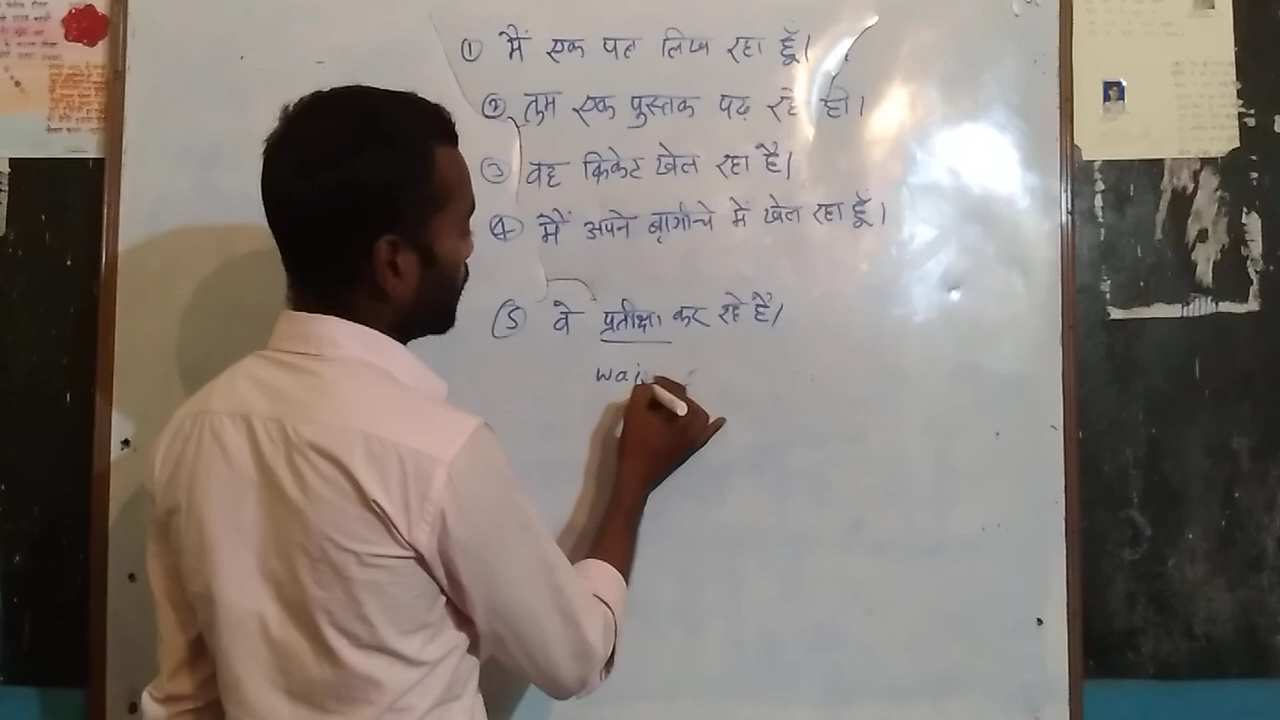 ① मैं एक पत्र लिख रहा हूँ।
② तुम एक पुस्तक पढ़ रहे हो।
③ वह क्रिकेट खेल रहा है।
④ मैं अपने बागीचे में खेल रहा हूँ।
⑤ वे प्रतीक्षा कर रहे हैं।
wai